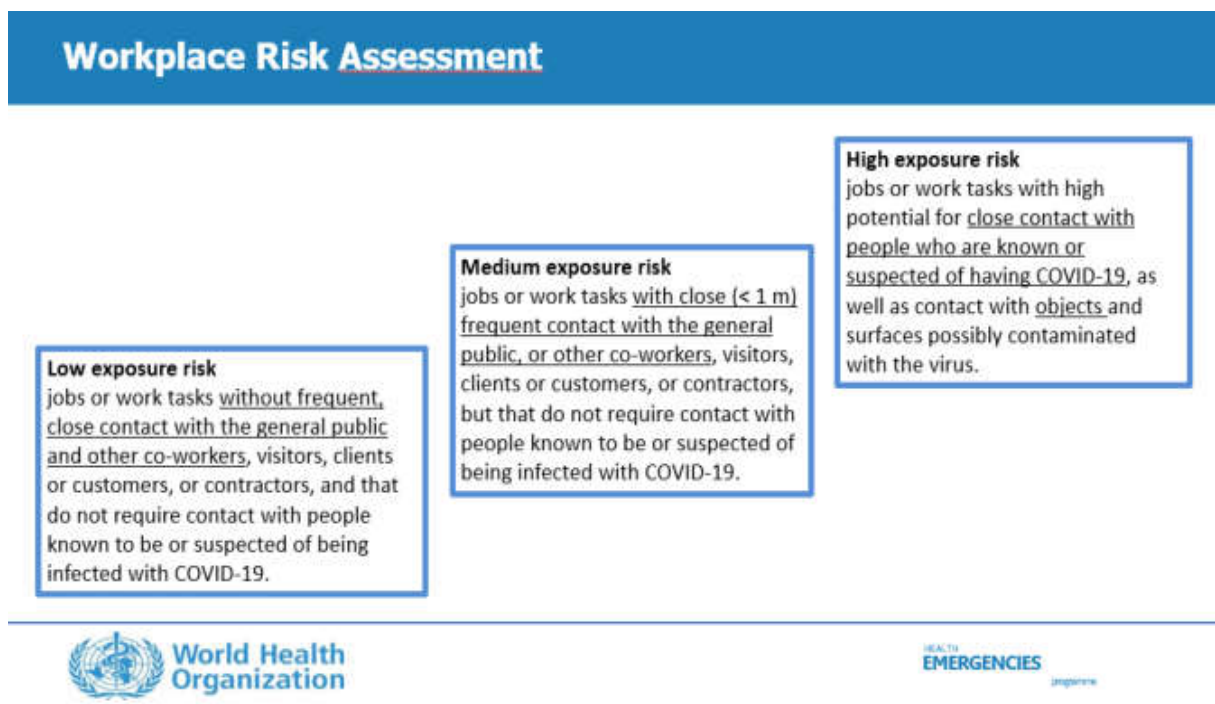 Workplace Risk Assessment
Low exposure risk
jobs or work tasks without frequent,
close contact with the general public
and other co-workers, visitors, clients
or customers, or contractors, and that
do not require contact with people
known to be or suspected of being
infected with COVID-19.
Medium exposure risk
jobs or work tasks with close (< 1 m)
frequent contact with the general
public, or other co-workers, visitors,
clients or customers, or contractors,
but that do not require contact with
people known to be or suspected of
being infected with COVID-19.
High exposure risk
jobs or work tasks with high
potential for close contact with
people who are known or
suspected of having COVID-19, as
well as contact with objects and
surfaces possibly contaminated
with the virus.
World Health
Organization
HEALTH
EMERGENCIES
programme